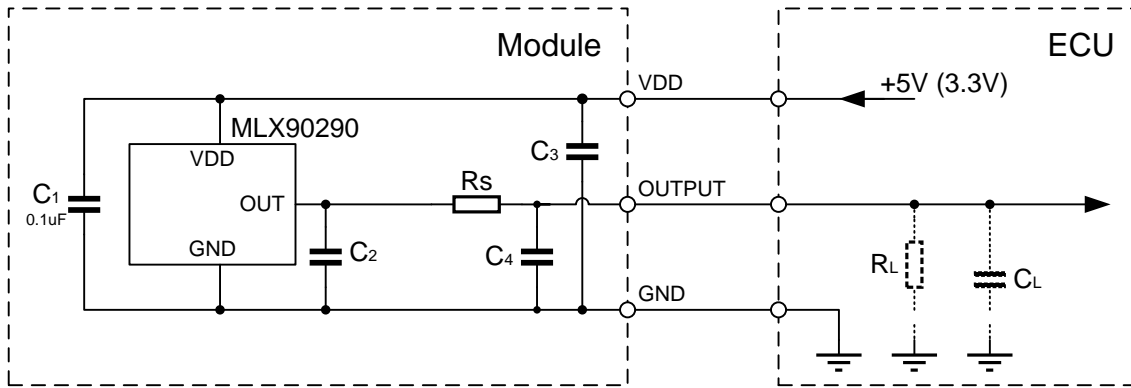 Module
ECU
VDD
+5V (3.3V)
MLX90290
VDD
C3
C1
0.1uF
Rs
OUTPUT
OUT
GND
C2
C4
RL
CL
GND